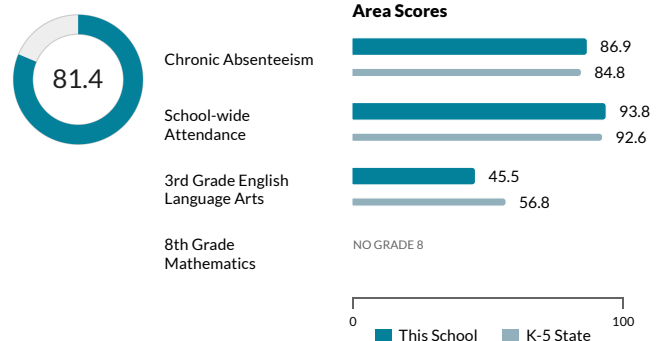 81.4
Area Scores
Chronic Absenteeism
86.9
84.8
School-wide
Attendance
93.8
92.6
3rd Grade English
Language Arts
45.5
56.8
8th Grade
Mathematics
NO GRADE 8
0
100
This School
K-5 State